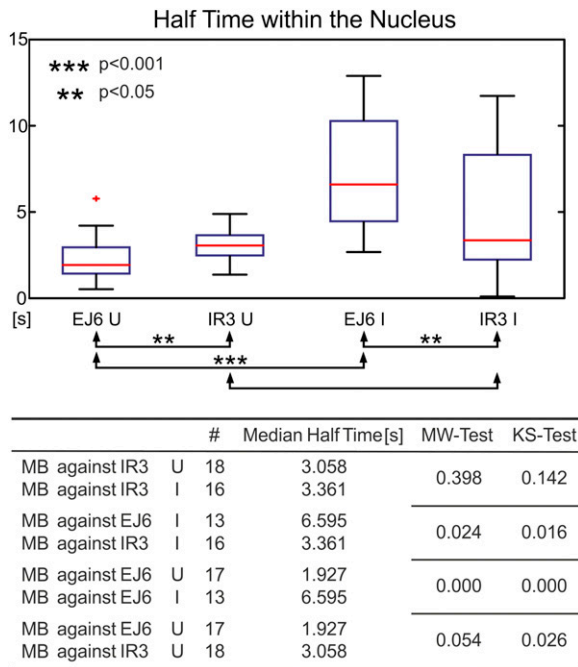 Half Time within the Nucleus
15
*** p<0.001
** p<0.05
10
5
0
[s] EJ6 U IR3 U EJ6 I IR3 I
** **
***
# Median Half Time[s] MW-Test KS-Test
MB against IR3 U 18 3.058
0.398 0.142
MB against IR3 I 16 3.361
MB against EJ6 I 13 6.595
0.024 0.016
MB against IR3 I 16 3.361
MB against EJ6 U 17 1.927
0.000 0.000
MB against EJ6 I 13 6.595
MB against EJ6 U 17 1.927
0.054 0.026
MB against IR3 U 18 3.058